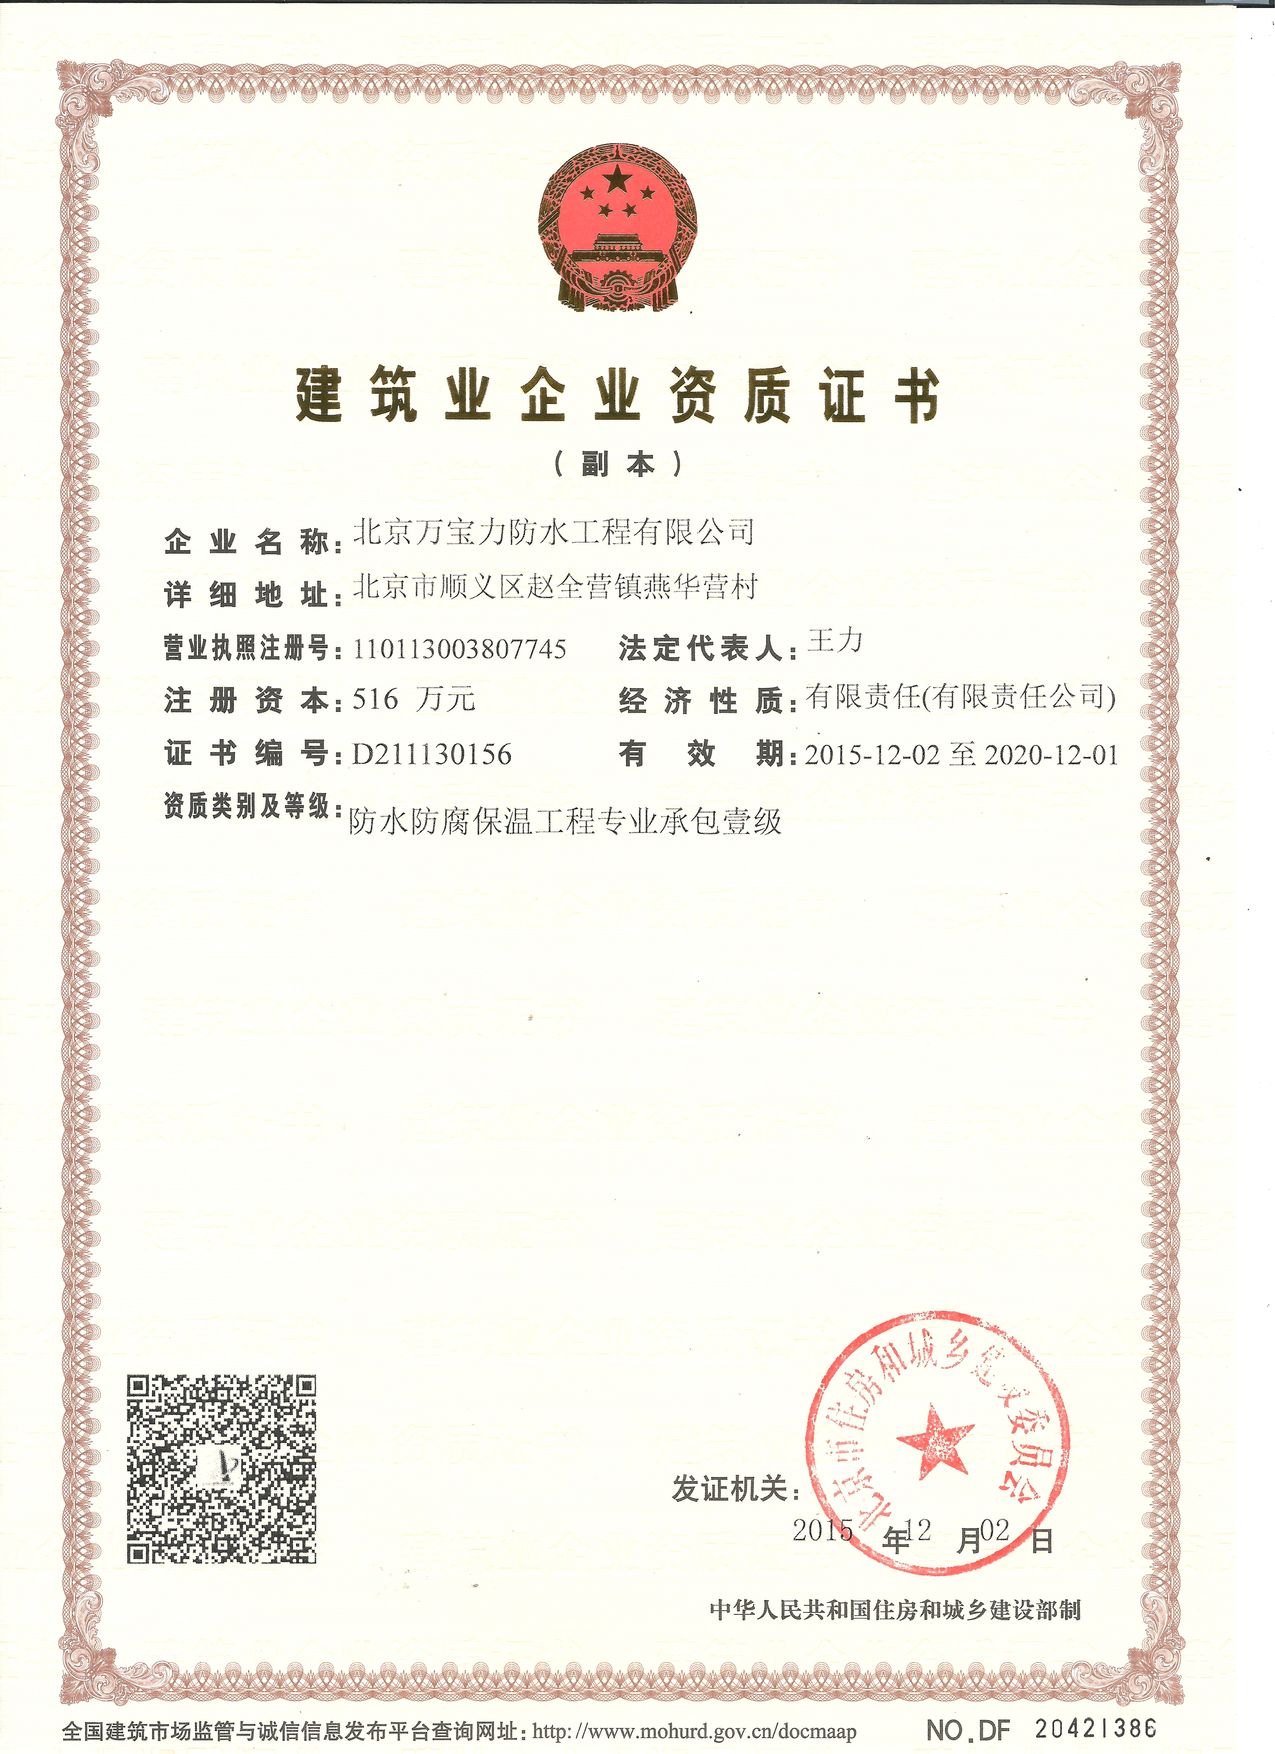 建筑业企业资质证书
（副本）
企业名称：北京万宝力防水工程有限公司
详细地址：北京市顺义区赵全营镇燕华营村
营业执照注册号：110113003807745 法定代表人：王力
注册资本：516 万元 经济性质：有限责任(有限责任公司)
证书编号：D211130156 有效期：2015-12-02 至 2020-12-01
资质类别及等级：防水防腐保温工程专业承包壹级
北京市住房和城乡建设委员会
发证机关：
2015 年 12 月 02 日
中华人民共和国住房和城乡建设部制
全国建筑市场监管与诚信信息发布平台查询网址：http://www.mohurd.gov.cn/docmaap NO.DF 20421386